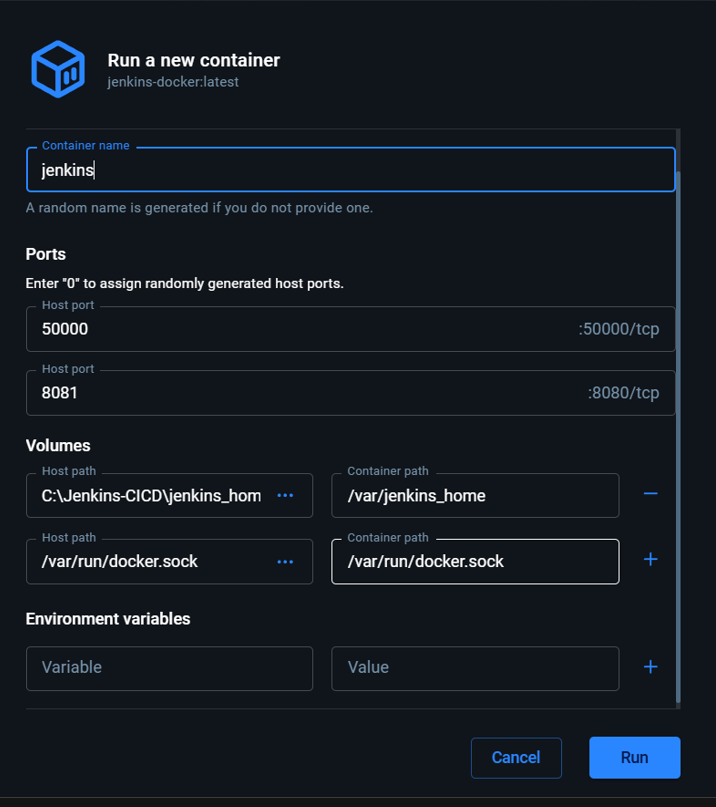 Run a new container
jenkins-docker:latest
Container name
jenkins
A random name is generated if you do not provide one.
Ports
Enter "0" to assign randomly generated host ports.
Host port
50000 :50000/tcp
Host port
8081 :8080/tcp
Volumes
Host path Container path
C:\Jenkins-CICD\jenkins_hom ··· /var/jenkins_home
Host path Container path
/var/run/docker.sock ··· /var/run/docker.sock
Environment variables
Variable Value
Cancel Run